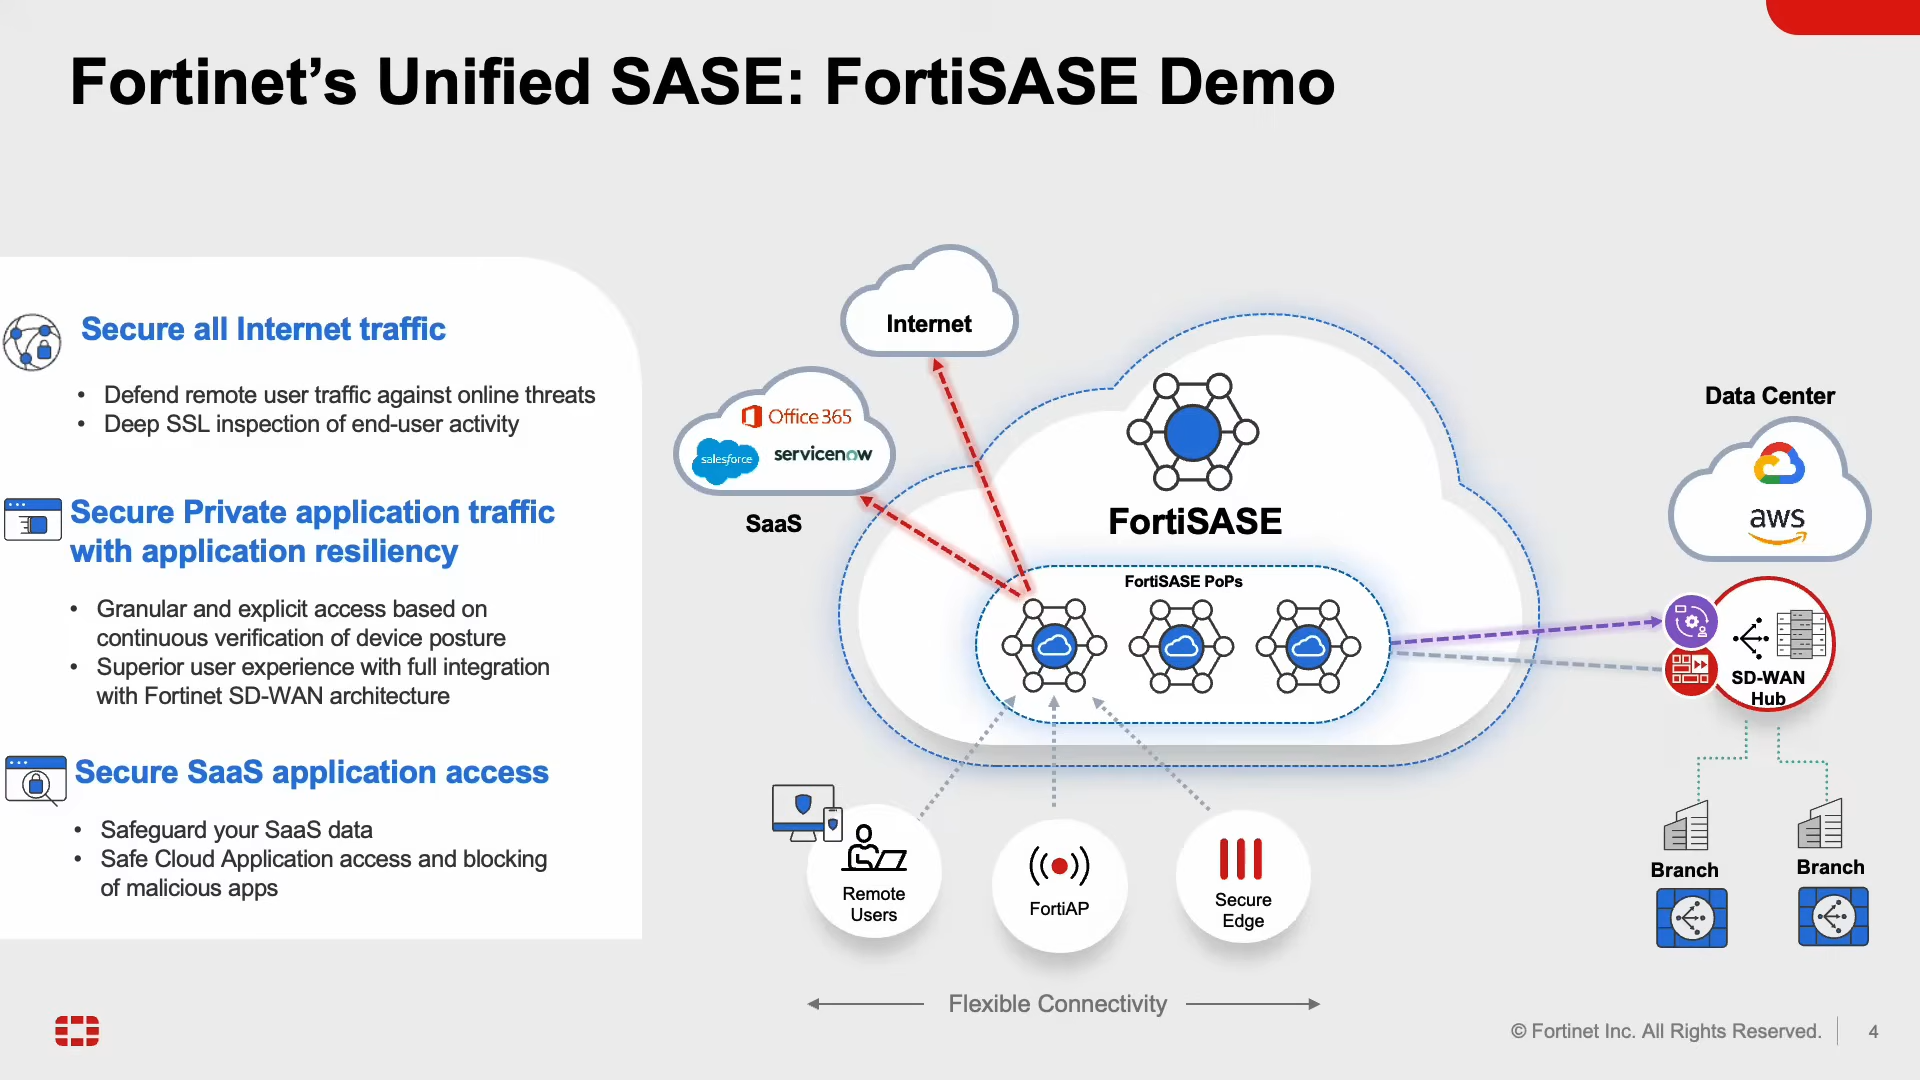 Fortinet’s Unified SASE: FortiSASE Demo
Secure all Internet traffic
• Defend remote user traffic against online threats
• Deep SSL inspection of end-user activity
Secure Private application traffic
with application resiliency
• Granular and explicit access based on
continuous verification of device posture
• Superior user experience with full integration
with Fortinet SD-WAN architecture
Secure SaaS application access
• Safeguard your SaaS data
• Safe Cloud Application access and blocking
of malicious apps
Internet
Office 365
salesforce
servicenow
SaaS
FortiSASE
FortiSASE PoPs
Remote
Users
FortiAP
Secure
Edge
Flexible Connectivity
Data Center
aws
SD-WAN
Hub
Branch
Branch
© Fortinet Inc. All Rights Reserved.
4